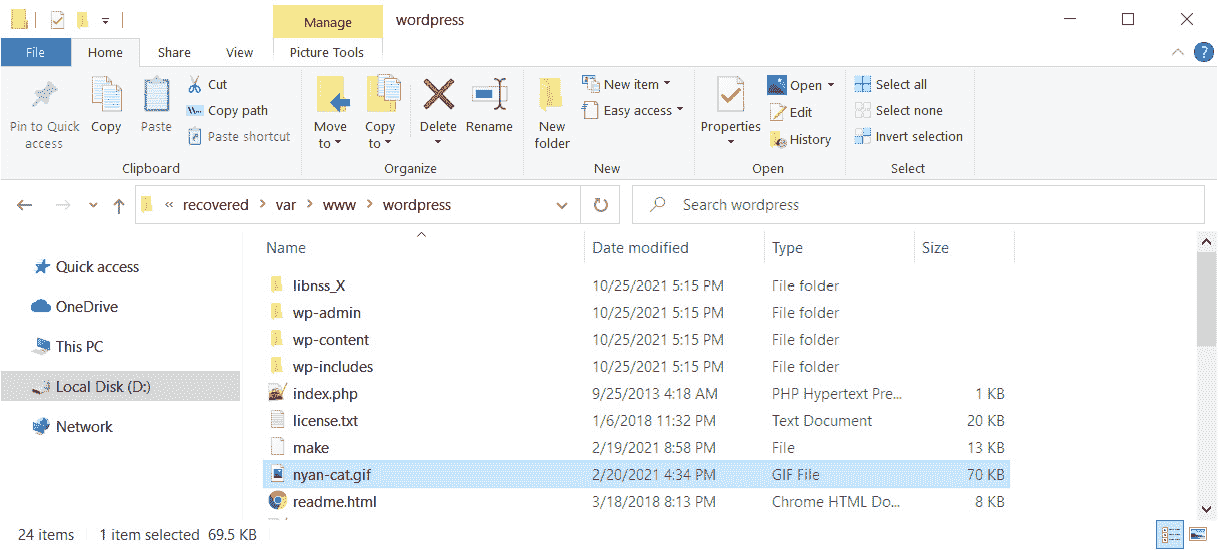 Manage wordpress
File Home Share View Picture Tools
Pin to Quick access
Copy
Paste
Cut
Copy path
Paste shortcut
Clipboard
Move to
Copy to
Delete
Rename
Organize
New folder
New item
Easy access
New
Properties
Open
Edit
History
Open
Select all
Select none
Invert selection
Select
« recovered > var > www > wordpress
Search wordpress
Quick access
OneDrive
This PC
Local Disk (D:)
Network
Name Date modified Type Size
libnss_X 10/25/2021 5:15 PM File folder
wp-admin 10/25/2021 5:15 PM File folder
wp-content 10/25/2021 5:15 PM File folder
wp-includes 10/25/2021 5:15 PM File folder
index.php 9/25/2013 4:18 AM PHP Hypertext Pre... 1 KB
license.txt 1/6/2018 11:32 PM Text Document 20 KB
make 2/19/2021 8:58 PM File 13 KB
nyan-cat.gif 2/20/2021 4:34 PM GIF File 70 KB
readme.html 3/18/2018 8:13 PM Chrome HTML Do... 8 KB
24 items 1 item selected 69.5 KB